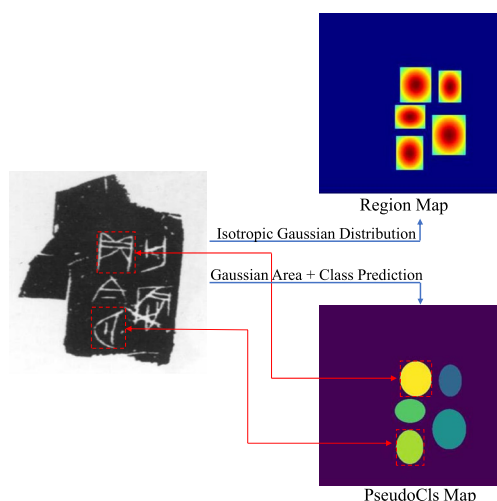 Region Map
Isotropic Gaussian Distribution
Gaussian Area + Class Prediction
PseudoCls Map